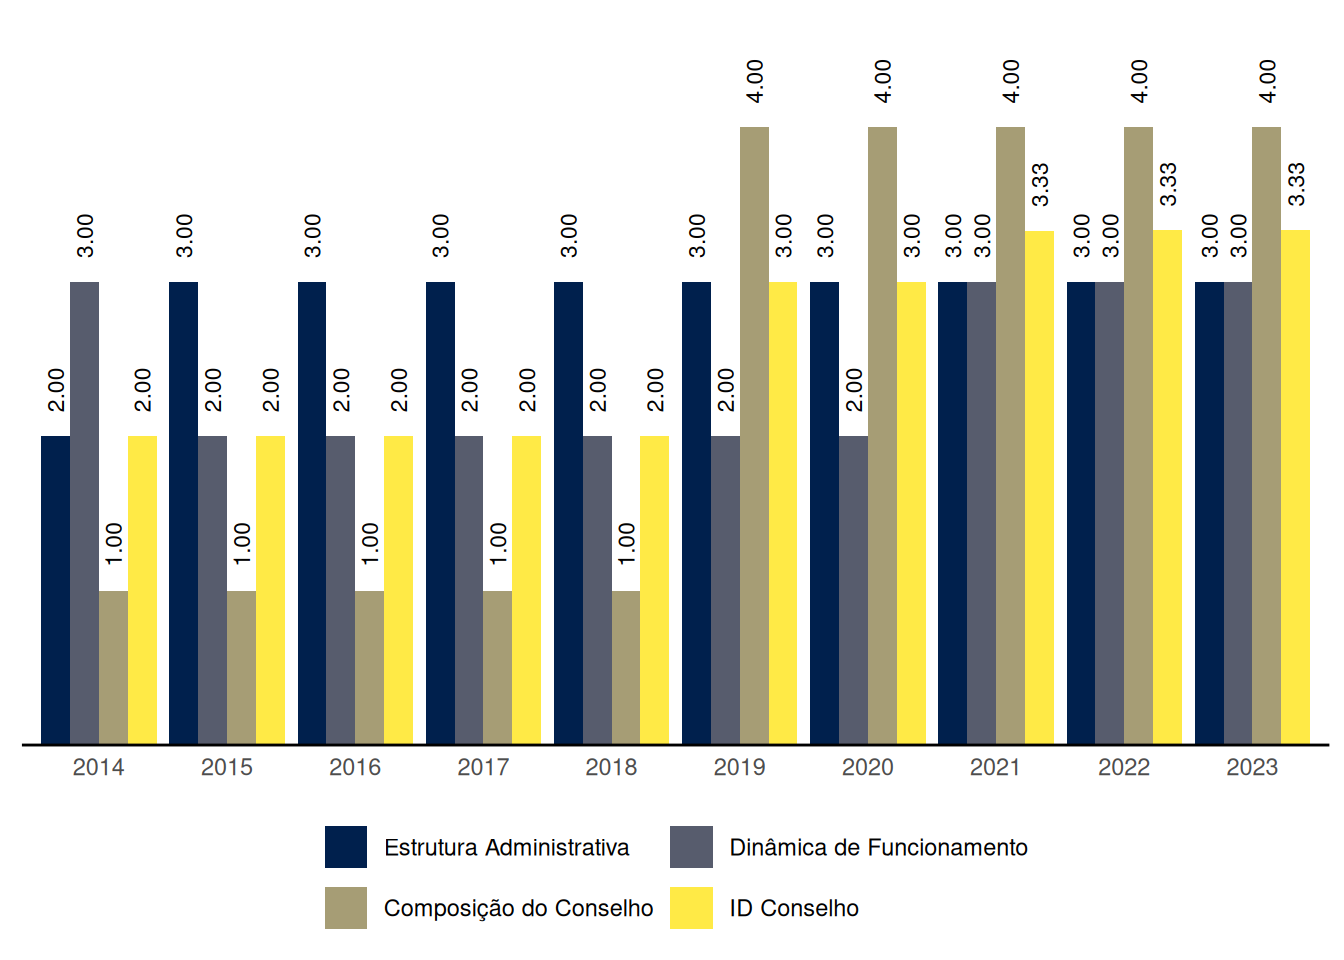 4.00 4.00 4.00 4.00 4.00
3.33 3.33 3.33
3.00 3.00 3.00 3.00 3.00 3.00 3.00 3.00 3.00 3.00 3.00 3.00 3.00 3.00 3.00
2.00 2.00 2.00 2.00 2.00 2.00 2.00 2.00 2.00 2.00 2.00 2.00
1.00 1.00 1.00 1.00 1.00
2014 2015 2016 2017 2018 2019 2020 2021 2022 2023
Estrutura Administrativa Dinâmica de Funcionamento
Composição do Conselho ID Conselho